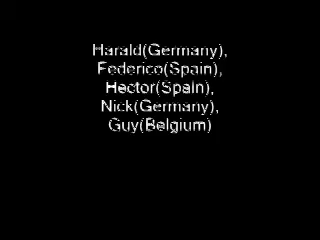 Harald(Germany),
Federico(Spain),
Hector(Spain),
Nick(Germany),
Guy(Belgium)